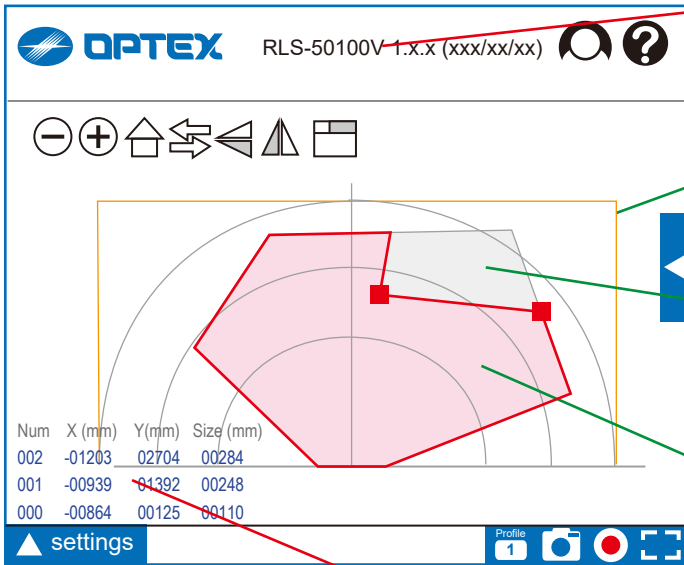 OPTEX
RLS-50100V 1.x.x (xxx/xx/xx)
?
Num X (mm) Y(mm) Size (mm)
002 -01203 02704 00284
001 -00939 01392 00248
000 -00864 00125 00110
settings
Profile
1